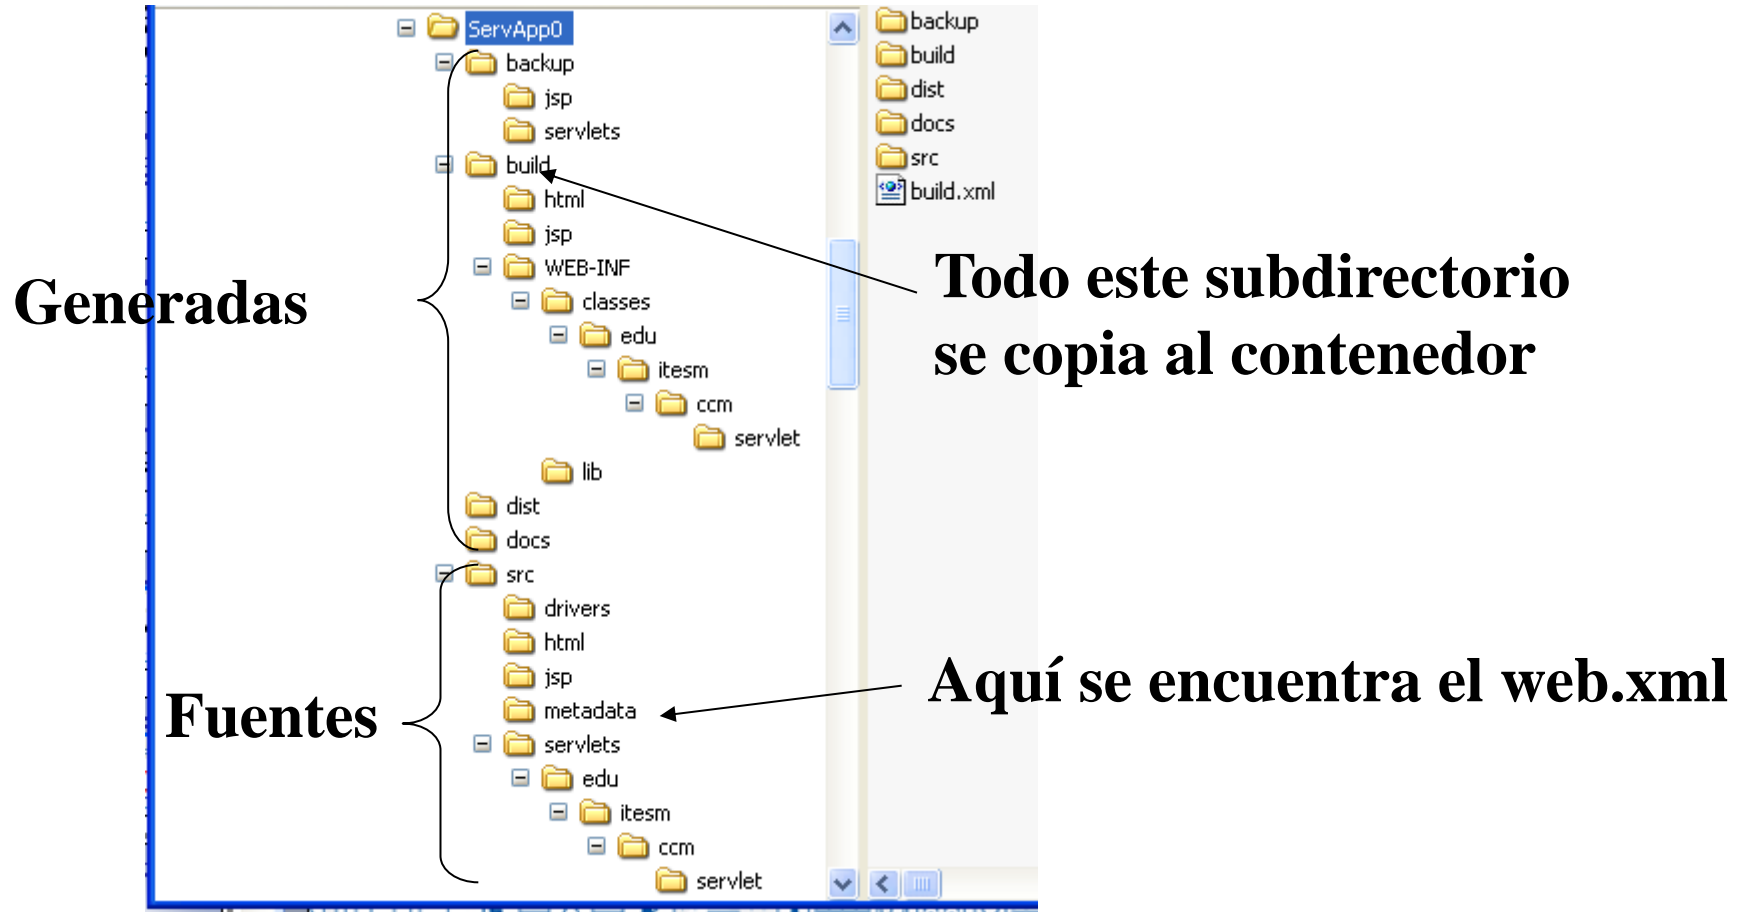 ServApp0
backup
jsp
servlets
build
html
jsp
WEB-INF
classes
edu
itesm
ccm
servlet
lib
dist
docs
src
drivers
html
jsp
metadata
servlets
edu
itesm
ccm
servlet
backup
build
dist
docs
src
build.xml
Generadas
Fuentes
Todo este subdirectorio
se copia al contenedor
Aquí se encuentra el web.xml